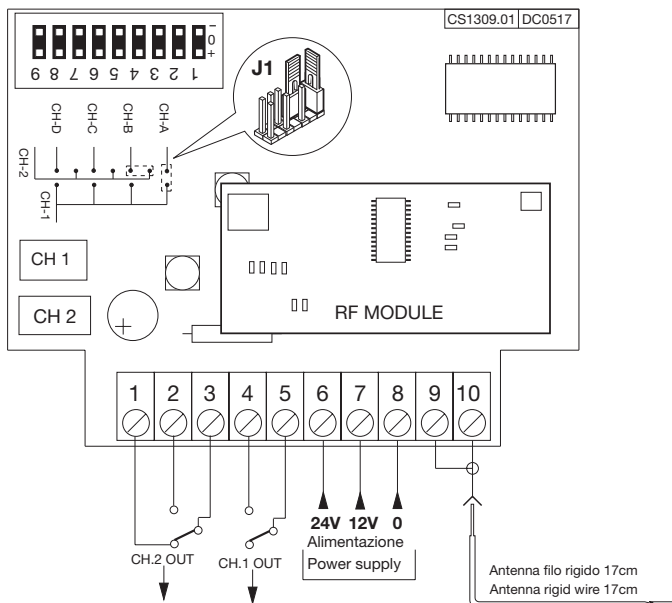 CS1309.01 DC0517
-
0
+
9 8 7 6 5 4 3 2 1
J1
CH-D CH-C CH-B CH-A
CH-2
CH-1
CH 1
CH 2
+
RF MODULE
1 2 3 4 5 6 7 8 9 10
24V 12V 0
Alimentazione
Power supply
CH.2 OUT CH.1 OUT
Antenna filo rigido 17cm
Antenna rigid wire 17cm